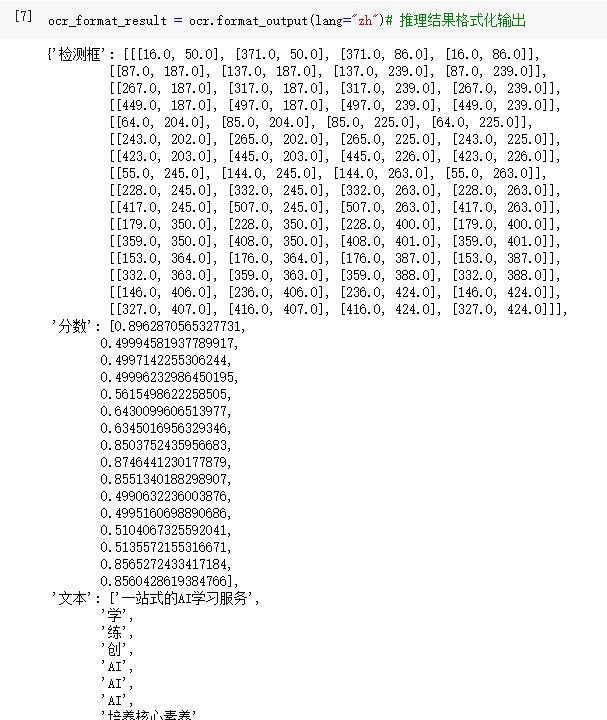 [7] ocr_format_result = ocr.format_output(lang="zh")# 推理结果格式化输出
{'检测框': [[[16.0, 50.0], [371.0, 50.0], [371.0, 86.0], [16.0, 86.0]],
[[87.0, 187.0], [137.0, 187.0], [137.0, 239.0], [87.0, 239.0]],
[[267.0, 187.0], [317.0, 187.0], [317.0, 239.0], [267.0, 239.0]],
[[449.0, 187.0], [497.0, 187.0], [497.0, 239.0], [449.0, 239.0]],
[[64.0, 204.0], [85.0, 204.0], [85.0, 225.0], [64.0, 225.0]],
[[243.0, 202.0], [265.0, 202.0], [265.0, 225.0], [243.0, 225.0]],
[[423.0, 203.0], [445.0, 203.0], [445.0, 226.0], [423.0, 226.0]],
[[55.0, 245.0], [144.0, 245.0], [144.0, 263.0], [55.0, 263.0]],
[[228.0, 245.0], [332.0, 245.0], [332.0, 263.0], [228.0, 263.0]],
[[417.0, 245.0], [507.0, 245.0], [507.0, 263.0], [417.0, 263.0]],
[[179.0, 350.0], [228.0, 350.0], [228.0, 400.0], [179.0, 400.0]],
[[359.0, 350.0], [408.0, 350.0], [408.0, 401.0], [359.0, 401.0]],
[[153.0, 364.0], [176.0, 364.0], [176.0, 387.0], [153.0, 387.0]],
[[332.0, 363.0], [359.0, 363.0], [359.0, 388.0], [332.0, 388.0]],
[[146.0, 406.0], [236.0, 406.0], [236.0, 424.0], [146.0, 424.0]],
[[327.0, 407.0], [416.0, 407.0], [416.0, 424.0], [327.0, 424.0]]],
'分数': [0.8962870565327731,
0.49994581937789917,
0.4997142255306244,
0.49996232986450195,
0.5615498622258505,
0.6430099606513977,
0.6345016956329346,
0.8503752435956683,
0.8746441230177879,
0.8551340188298907,
0.4990632236003876,
0.4995160698890686,
0.5104067325592041,
0.5135572155316671,
0.8565272433417184,
0.8560428619384766],
'文本': ['一站式的AI学习服务',
'学',
'练',
'创',
'AI',
'AI',
'AI',
'培养核心素养'